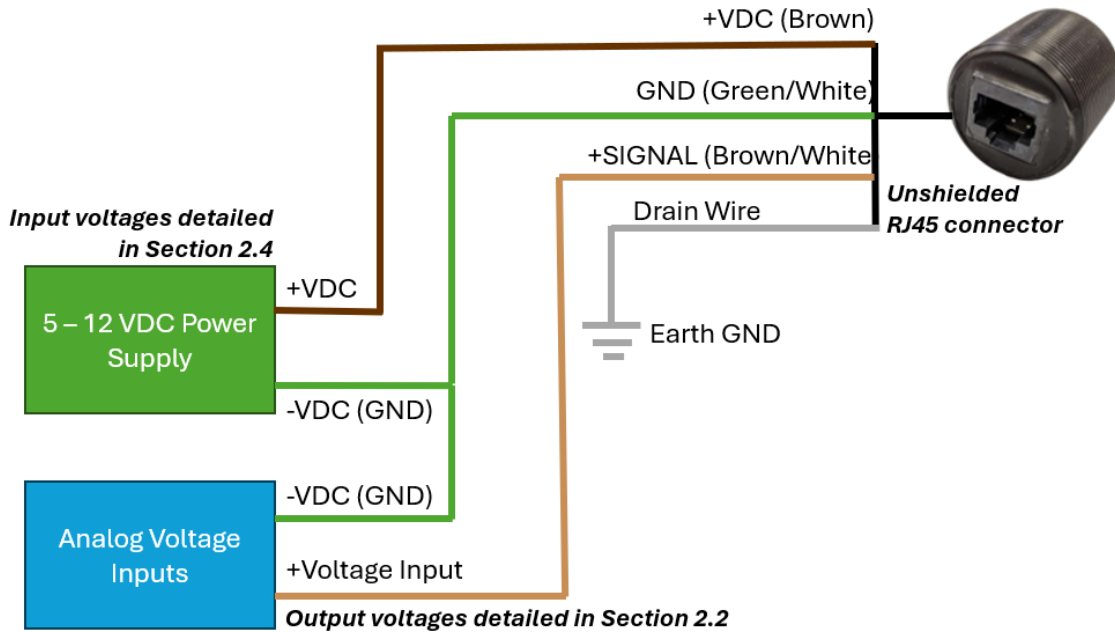 +VDC (Brown)
GND (Green/White)
+SIGNAL (Brown/White
Drain Wire
Unshielded
RJ45 connector
Input voltages detailed
in Section 2.4
5 – 12 VDC Power
Supply
+VDC
-VDC (GND)
Earth GND
Analog Voltage
Inputs
-VDC (GND)
+Voltage Input
Output voltages detailed in Section 2.2